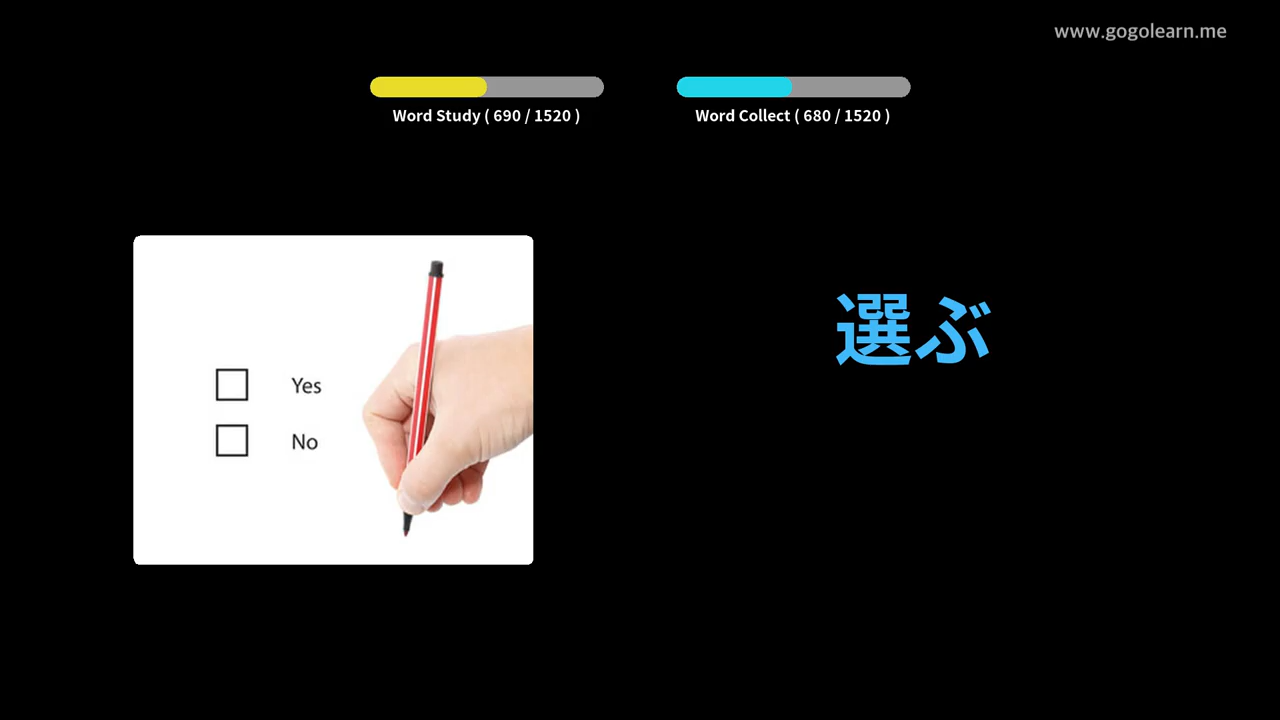 www.gogolearn.me
Word Study ( 690 / 1520 )
Word Collect ( 680 / 1520 )
Yes
No
選ぶ